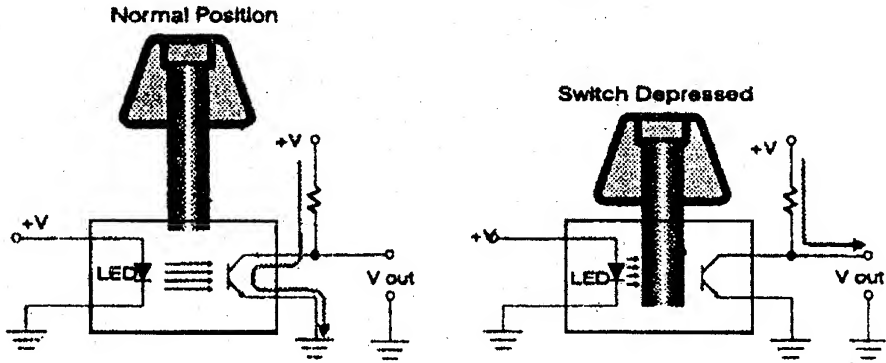 Normal Position
+V
+V
LED
V out
Switch Depressed
+V
+V
LED
V out